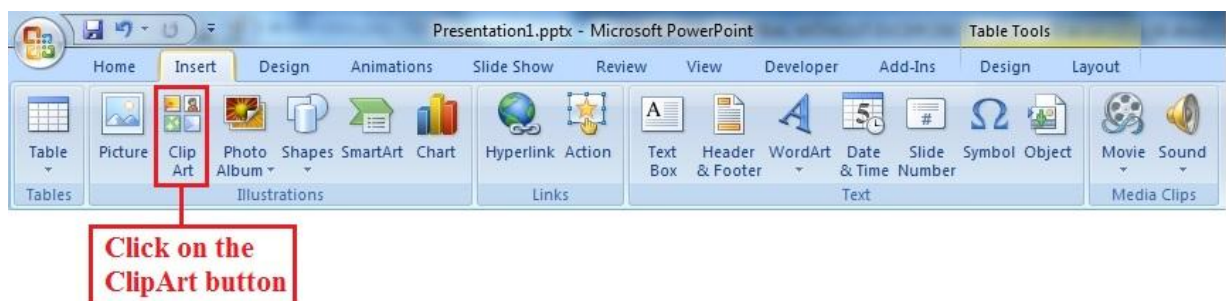 Presentation1.pptx - Microsoft PowerPoint Table Tools
Home Insert Design Animations Slide Show Review View Developer Add-Ins Design Layout
Table Picture Clip Art Photo Album Shapes SmartArt Chart Hyperlink Action Text Box Header & Footer WordArt Date & Time Slide Number Symbol Object Movie Sound
Tables Illustrations Links Text Media Clips
Click on the
ClipArt button